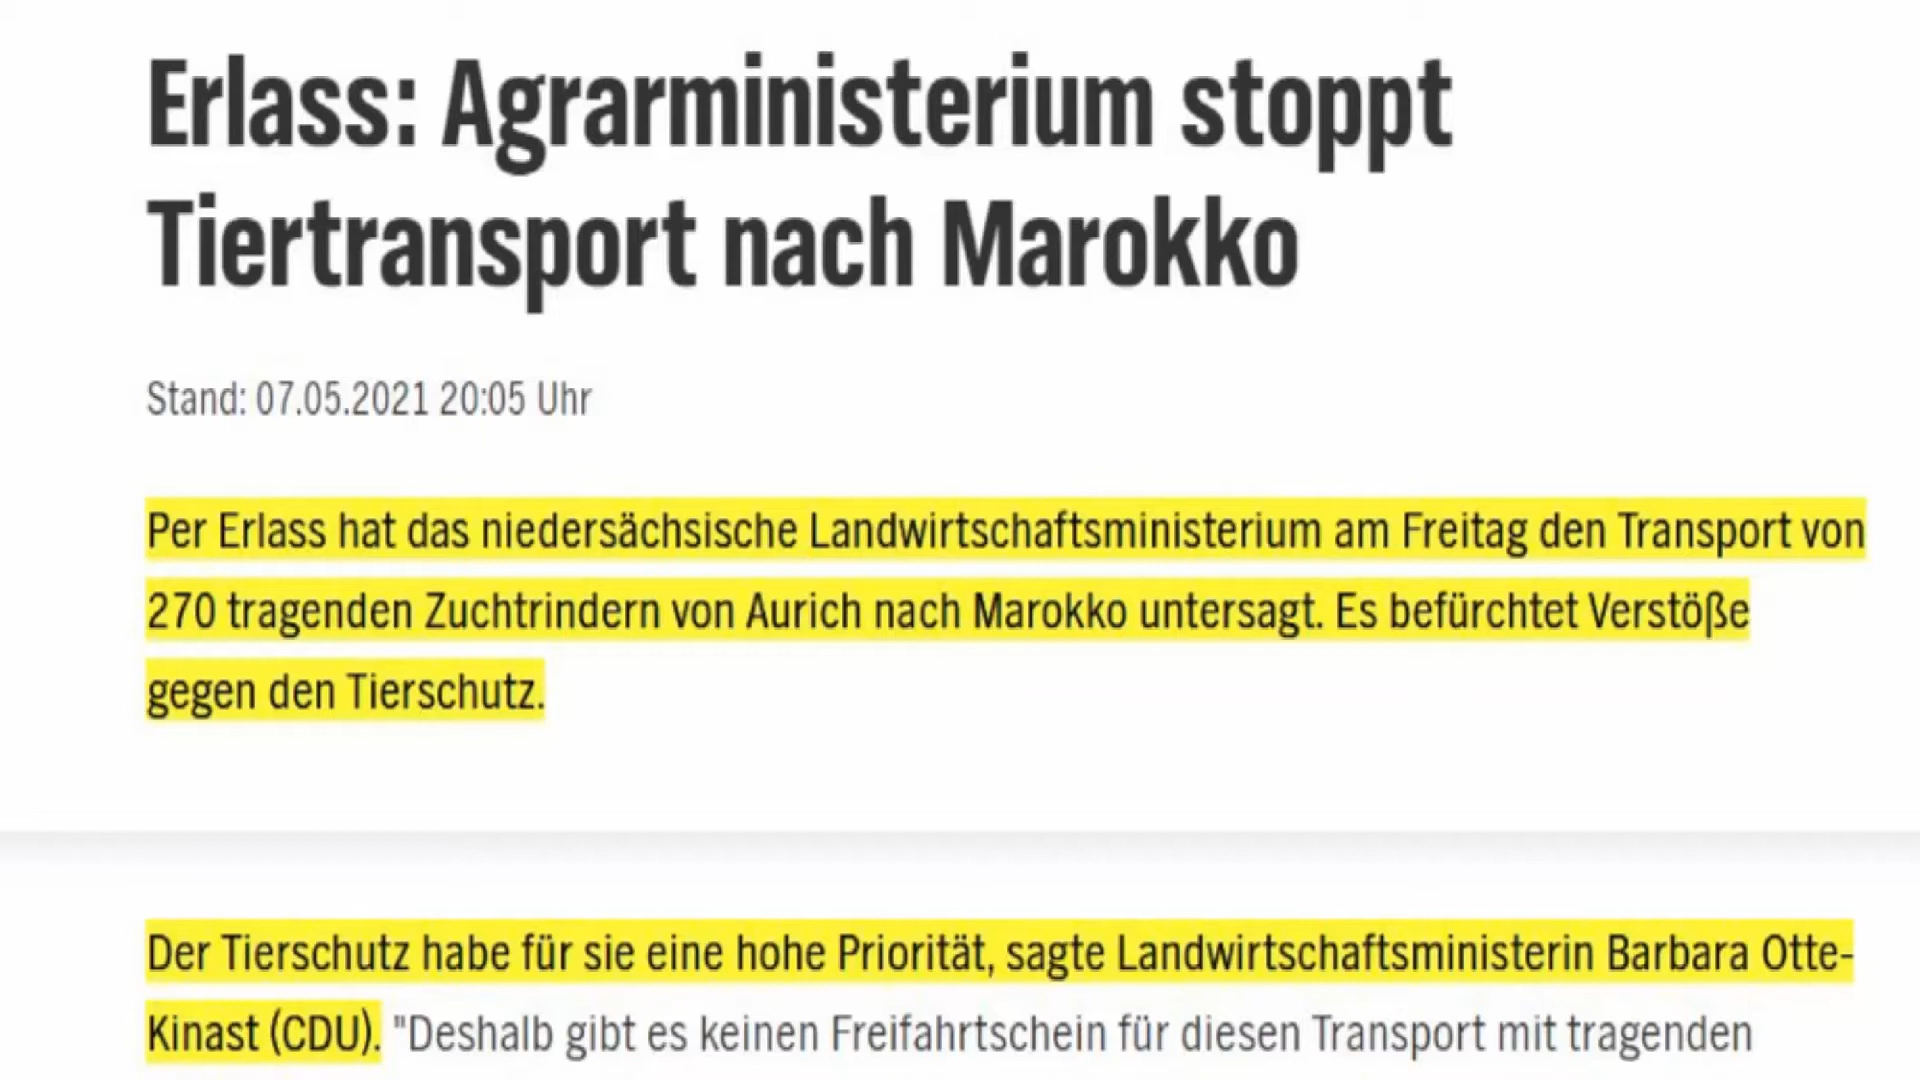 Erlass: Agrarministerium stoppt
Tiertransport nach Marokko
Stand: 07.05.2021 20:05 Uhr
Per Erlass hat das niedersächsische Landwirtschaftsministerium am Freitag den Transport von
270 tragenden Zuchtrindern von Aurich nach Marokko untersagt. Es befürchtet Verstöße
gegen den Tierschutz.
Der Tierschutz habe für sie eine hohe Priorität, sagte Landwirtschaftsministerin Barbara Otte-
Kinast (CDU). "Deshalb gibt es keinen Freifahrtschein für diesen Transport mit tragenden